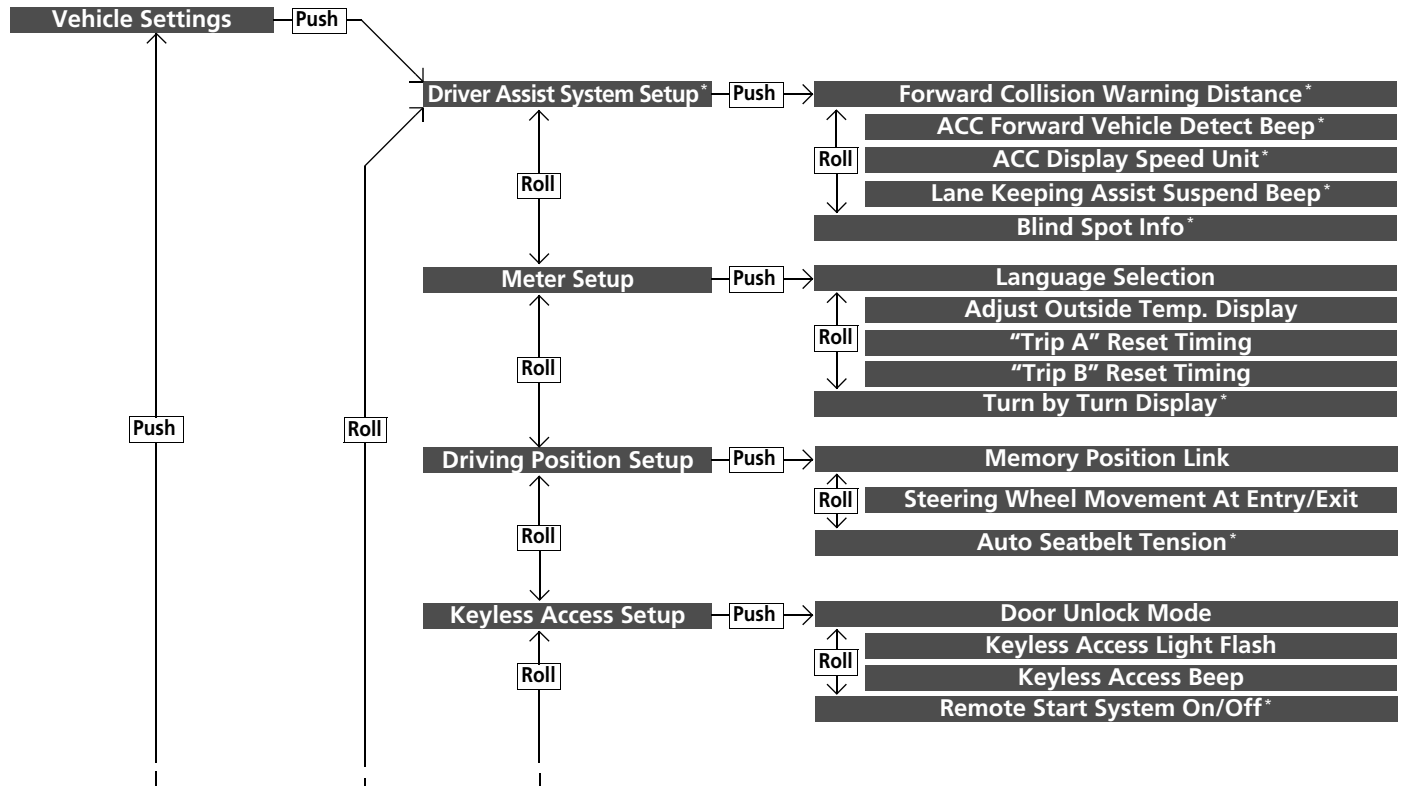 Vehicle Settings
Push
Driver Assist System Setup*
Push
Forward Collision Warning Distance*
ACC Forward Vehicle Detect Beep*
Roll
ACC Display Speed Unit*
Roll
Lane Keeping Assist Suspend Beep*
Blind Spot Info*
Meter Setup
Push
Language Selection
Adjust Outside Temp. Display
Roll
“Trip A” Reset Timing
Roll
“Trip B” Reset Timing
Turn by Turn Display*
Push
Roll
Driving Position Setup
Push
Memory Position Link
Roll
Steering Wheel Movement At Entry/Exit
Roll
Auto Seatbelt Tension*
Keyless Access Setup
Push
Door Unlock Mode
Keyless Access Light Flash
Roll
Roll
Keyless Access Beep
Remote Start System On/Off*